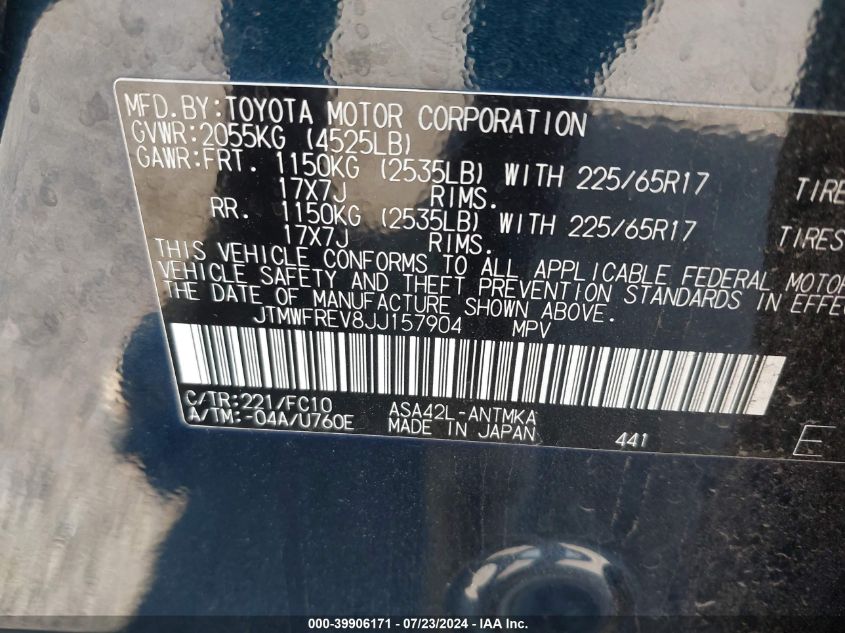 MFD.BY:TOYOTA MOTOR CORPORATION
GVWR:2055KG (4525LB)
GAWR:FRT. 1150KG (2535LB) WITH 225/65R17 TIRE
17X7J RIMS.
RR. 1150KG (2535LB) WITH 225/65R17 TIRES
17X7J RIMS.
THIS VEHICLE CONFORMS TO ALL APPLICABLE FEDERAL MOTOR
VEHICLE SAFETY AND THEFT PREVENTION STANDARDS IN EFFE
THE DATE OF MANUFACTURE SHOWN ABOVE.
JTMWFREV8JJ157904 MPV
C/TR:221/FC10 ASA42L-ANTMKA
A/TM:-04A/U760E MADE IN JAPAN 441 E
000-39906171 / 07/23/2024 - IAA Inc.